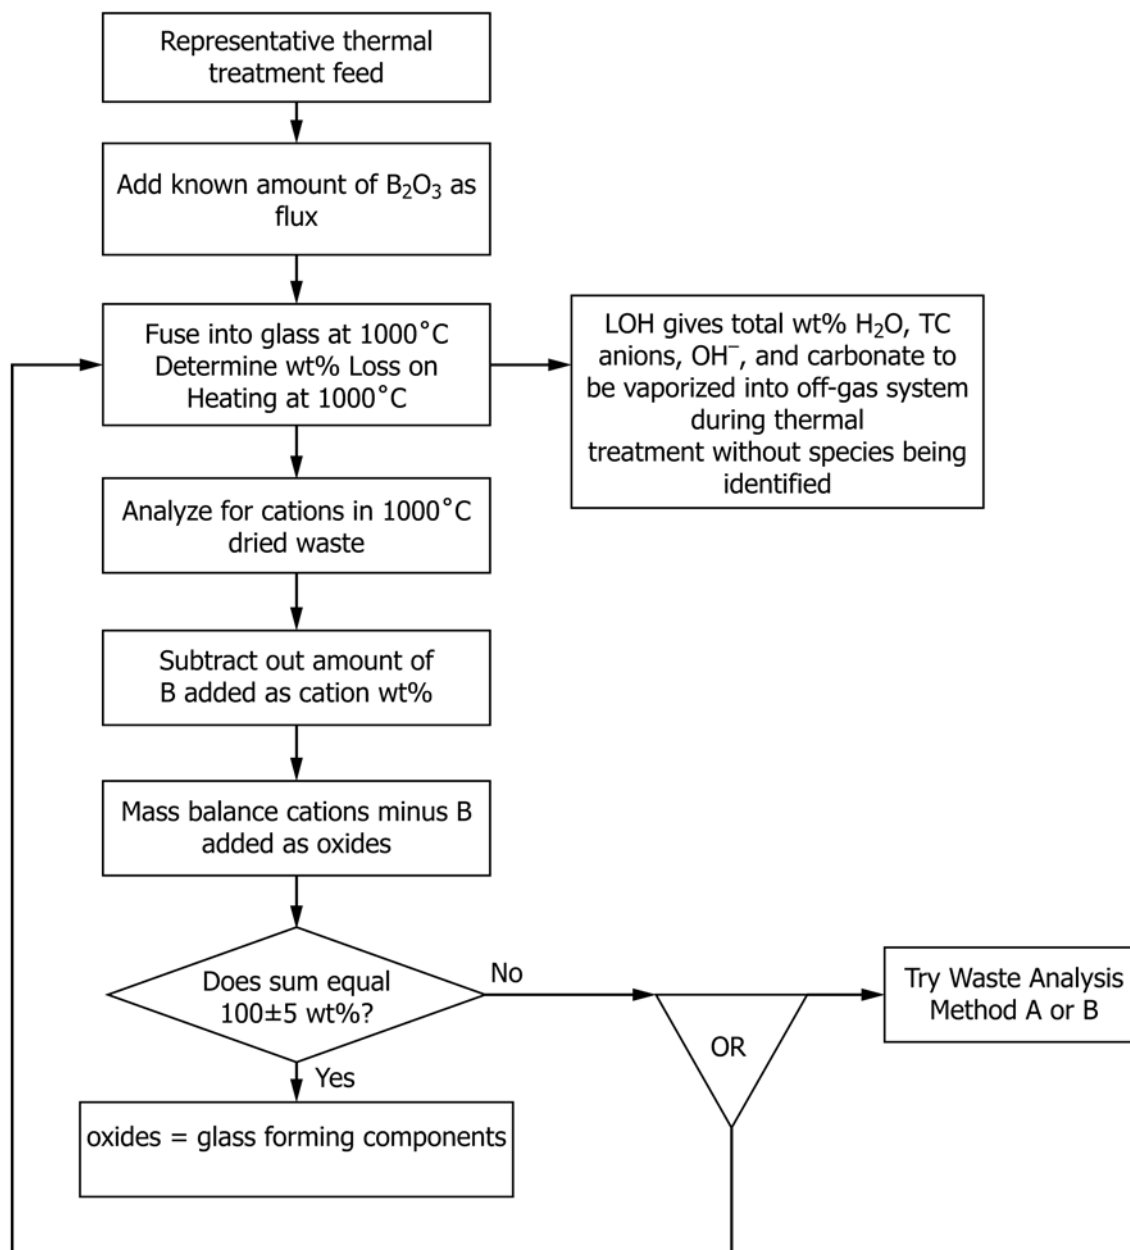 Representative thermal
treatment feed
Add known amount of B₂O₃ as
flux
Fuse into glass at 1000°C
Determine wt% Loss on
Heating at 1000°C
LOH gives total wt% H₂O, TC
anions, OH⁻, and carbonate to
be vaporized into off-gas system
during thermal
treatment without species being
identified
Analyze for cations in 1000°C
dried waste
Subtract out amount of
B added as cation wt%
Mass balance cations minus B
added as oxides
Does sum equal
100±5 wt%?
No
OR
Try Waste Analysis
Method A or B
Yes
oxides = glass forming components